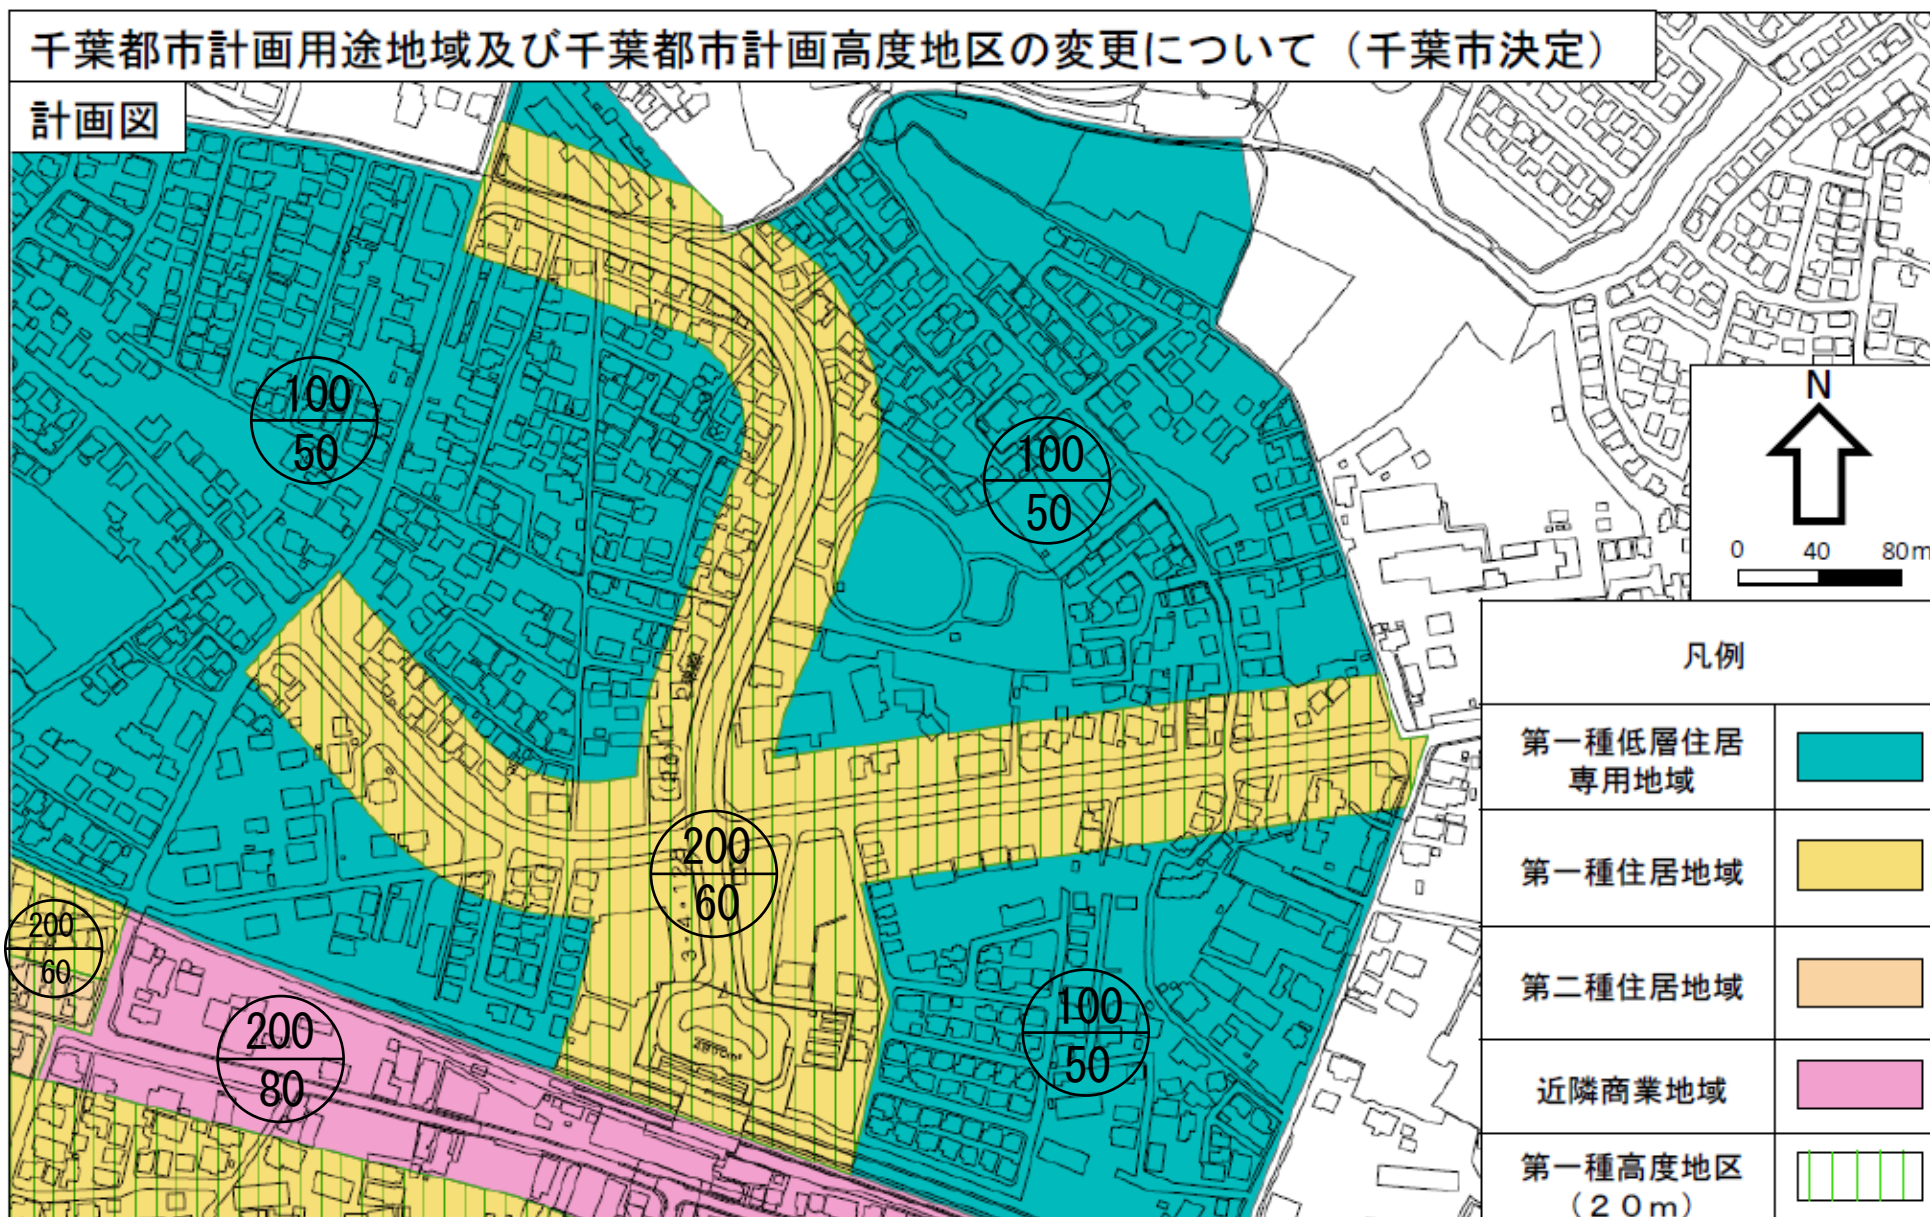 千葉都市計画用途地域及び千葉都市計画高度地区の変更について（千葉市決定）
計画図
100
50
100
50
N
0 40 80m
凡例
第一種低層住居
専用地域
第一種住居地域
200
60
200
60
第二種住居地域
3・4・1
200
80
100
50
近隣商業地域
第一種高度地区
（２０ｍ）